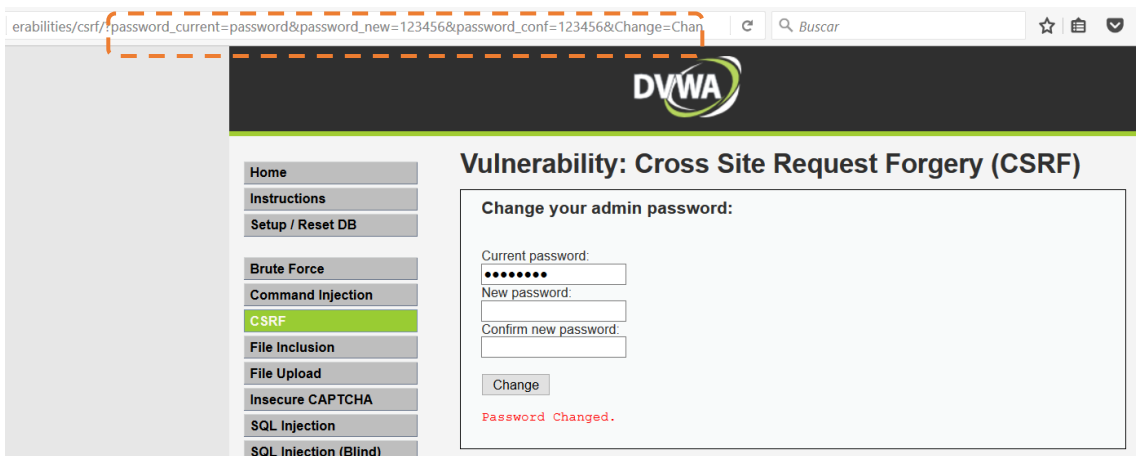 erabilities/csrf/?password_current=password&password_new=123456&password_conf=123456&Change=Chan
Buscar
DVWA
Home
Instructions
Setup / Reset DB
Brute Force
Command Injection
CSRF
File Inclusion
File Upload
Insecure CAPTCHA
SQL Injection
SQL Injection (Blind)
Vulnerability: Cross Site Request Forgery (CSRF)
Change your admin password:
Current password:
●●●●●●●●
New password:
Confirm new password:
Change
Password Changed.